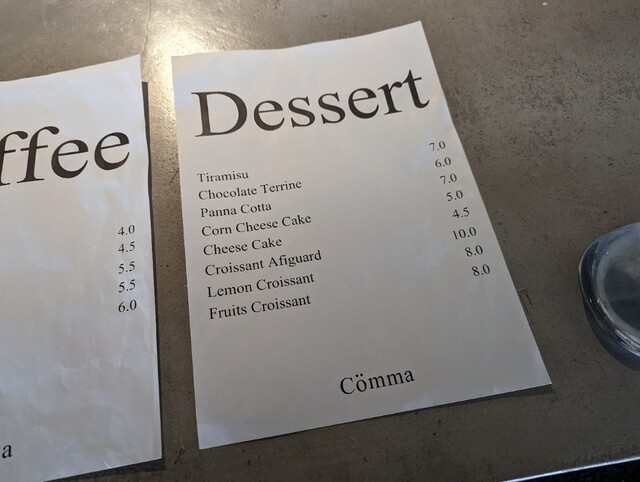 ffee
4.0
4.5
5.5
5.5
6.0
a
Dessert
Tiramisu 7.0
Chocolate Terrine 6.0
Panna Cotta 7.0
Corn Cheese Cake 5.0
Cheese Cake 4.5
Croissant Afiguard 10.0
Lemon Croissant 8.0
Fruits Croissant 8.0
Cömma